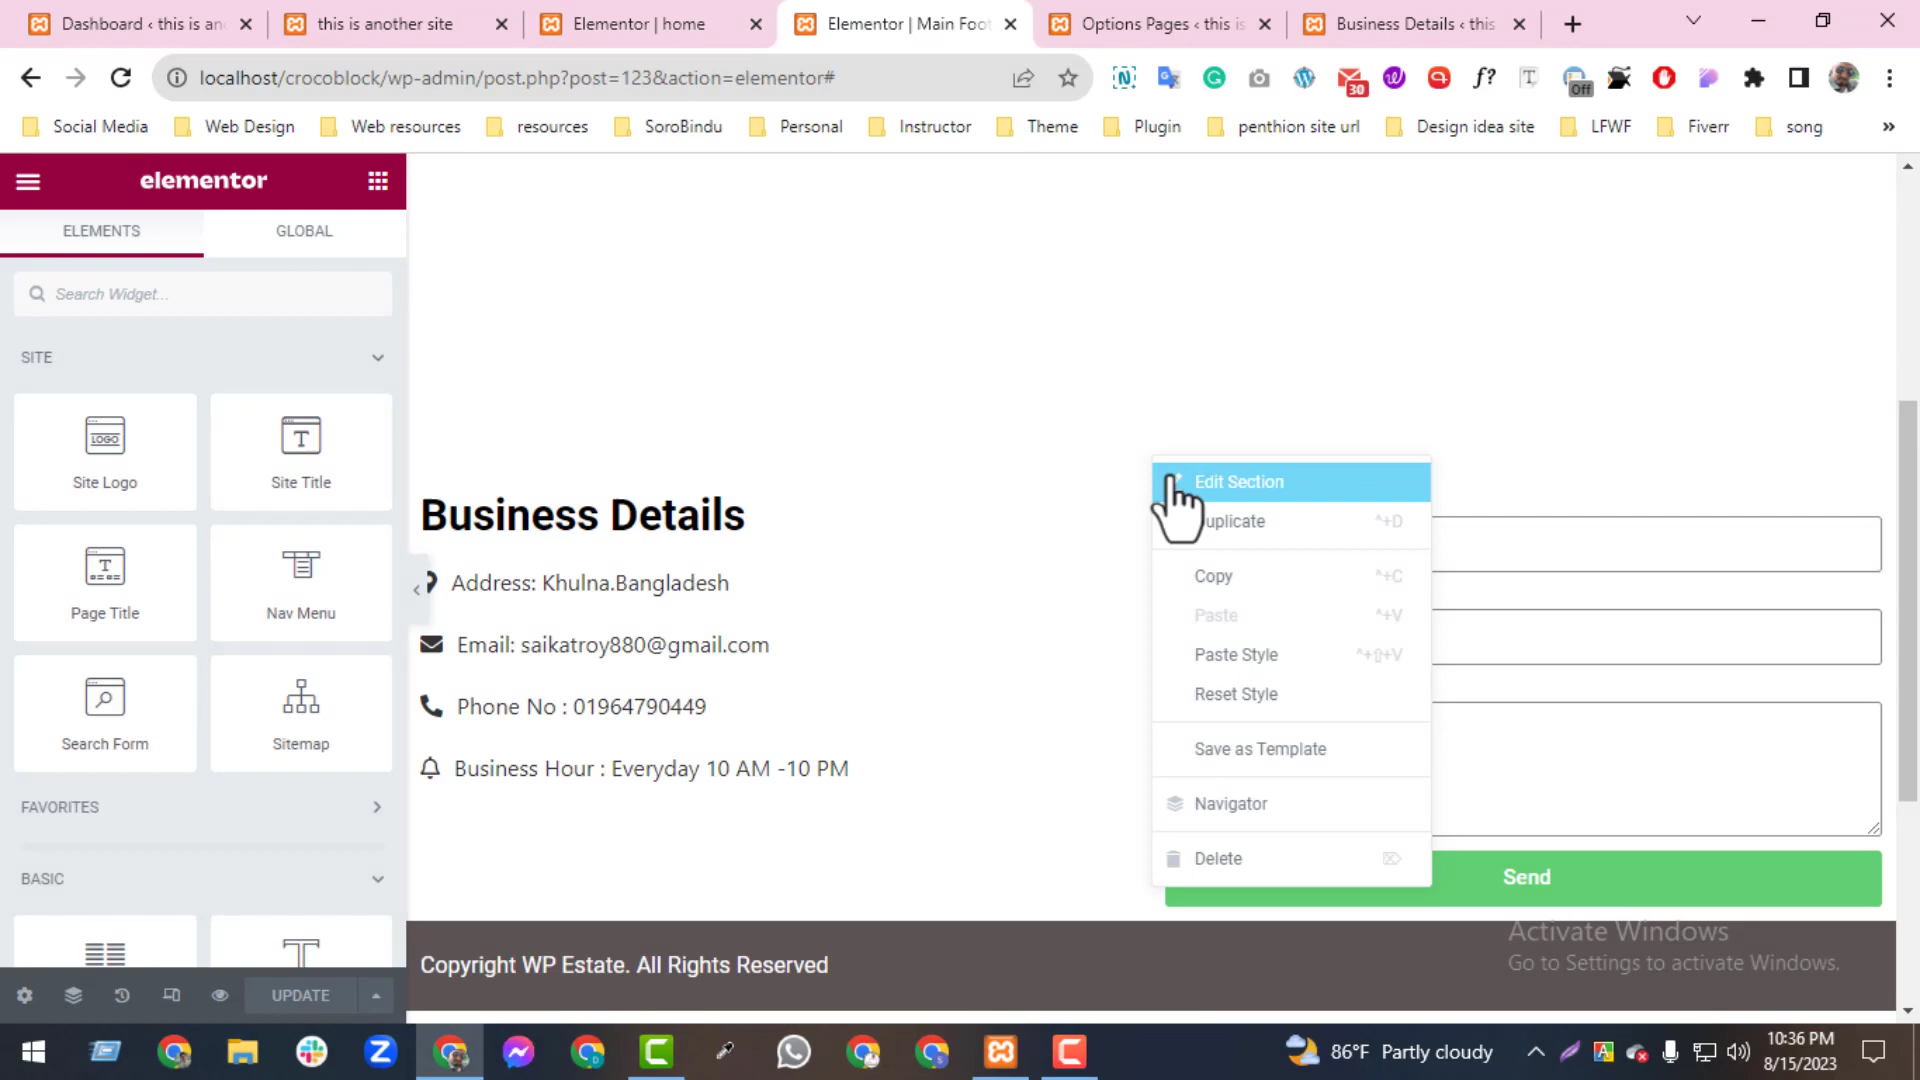 Dashboard ‹ this is an
this is another site
Elementor | home
Elementor | Main Foot
Options Pages ‹ this is
Business Details ‹ this
localhost/crocoblock/wp-admin/post.php?post=123&action=elementor#
30
f?
Off
Social Media
Web Design
Web resources
resources
SoroBindu
Personal
Instructor
Theme
Plugin
penthion site url
Design idea site
LFWF
Fiverr
song
»
elementor
ELEMENTS
GLOBAL
Search Widget...
SITE
LOGO
Site Logo
Site Title
Page Title
Nav Menu
Search Form
Sitemap
FAVORITES
BASIC
UPDATE
Business Details
Address: Khulna.Bangladesh
Email: saikatroy880@gmail.com
Phone No : 01964790449
Business Hour : Everyday 10 AM -10 PM
Edit Section
uplicate ^+D
Copy ^+C
Paste ^+V
Paste Style ^+⇧+V
Reset Style
Save as Template
Navigator
Delete
Send
Copyright WP Estate. All Rights Reserved
Activate Windows
Go to Settings to activate Windows.
86°F Partly cloudy
10:36 PM
8/15/2023